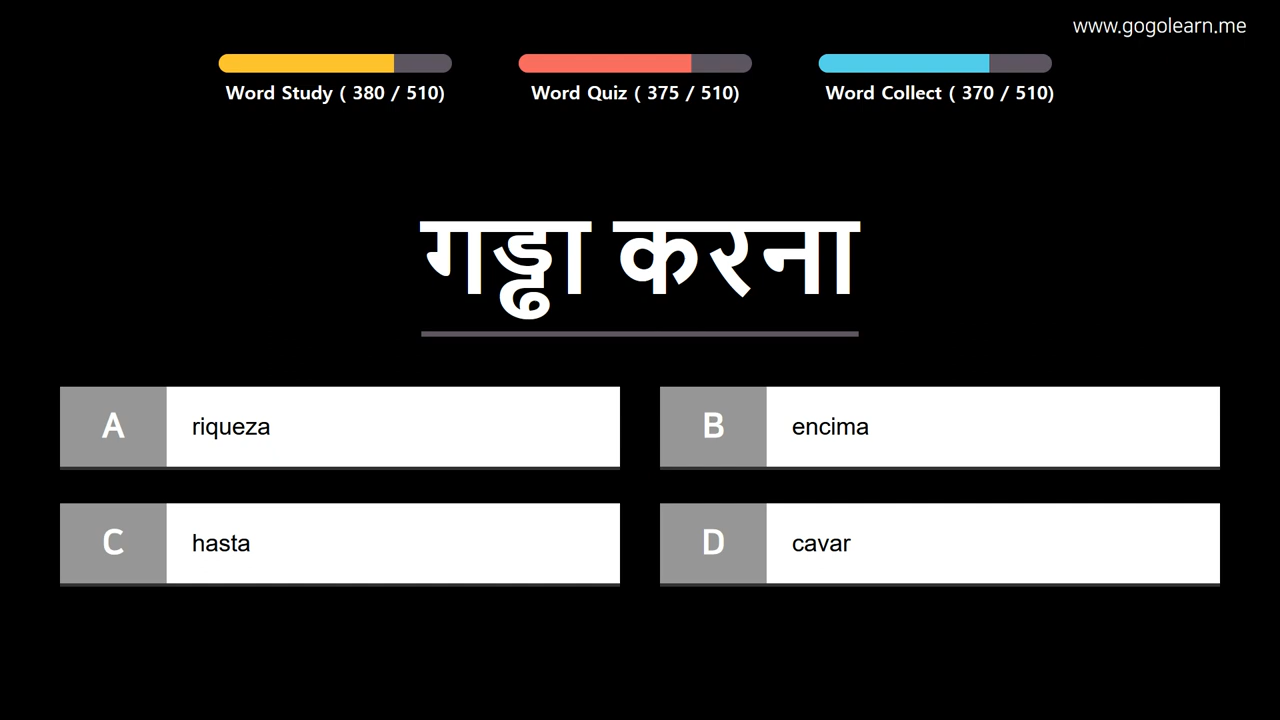 www.gogolearn.me
Word Study ( 380 / 510)
Word Quiz ( 375 / 510)
Word Collect ( 370 / 510)
गड्ढा करना
A riqueza
B encima
C hasta
D cavar